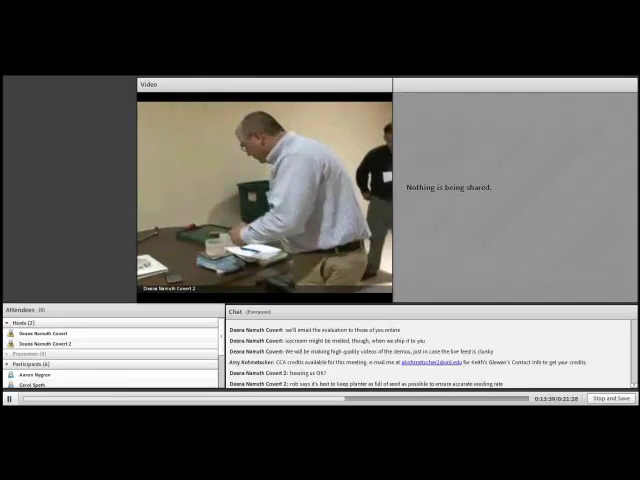 Video
Nothing is being shared.
Deana Namuth Covert 2
Attendees (8)
Hosts (2)
Deana Namuth Covert
Deana Namuth Covert 2
Presenters (0)
Participants (6)
Aaron Nygren
Carol Speth
Chat (Everyone)
Deana Namuth Covert: we'll email the evaluation to those of you online
Deana Namuth Covert: icecream might be malted, though, when we ship it to you
Deana Namuth Covert: We will be making high quality videos of the demos, just in case the live feed is clunky
Amy Kohmetscher: CCA credits available for this meeting, e-mail me at akohmetscher2@unl.edu for Keith's Glewen's Contact Info to get your credits.
Deana Namuth Covert 2: hearing us OK?
Deana Namuth Covert 2: rob says it's best to keep planter as full of seed as possible to ensure accurate seeding rate
0:13:39/0:21:28
Stop and Save